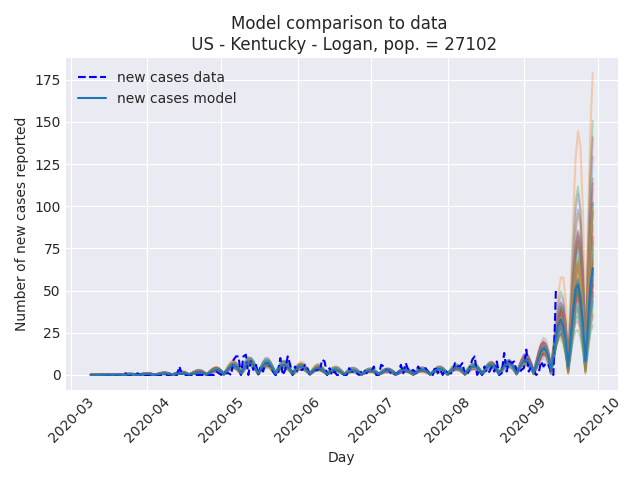 Model comparison to data
US - Kentucky - Logan, pop. = 27102
new cases data
new cases model
Number of new cases reported
175
150
125
100
75
50
25
0
2020-03
2020-04
2020-05
2020-06
2020-07
2020-08
2020-09
2020-10
Day